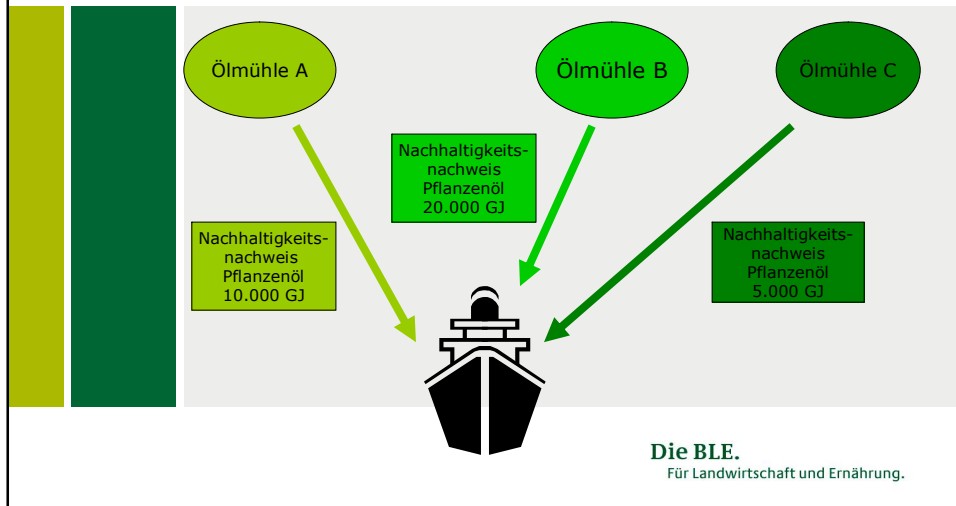 Ölmühle A
Ölmühle B
Ölmühle C
Nachhaltigkeits-
nachweis
Pflanzenöl
20.000 GJ
Nachhaltigkeits-
nachweis
Pflanzenöl
10.000 GJ
Nachhaltigkeits-
nachweis
Pflanzenöl
5.000 GJ
Die BLE.
Für Landwirtschaft und Ernährung.